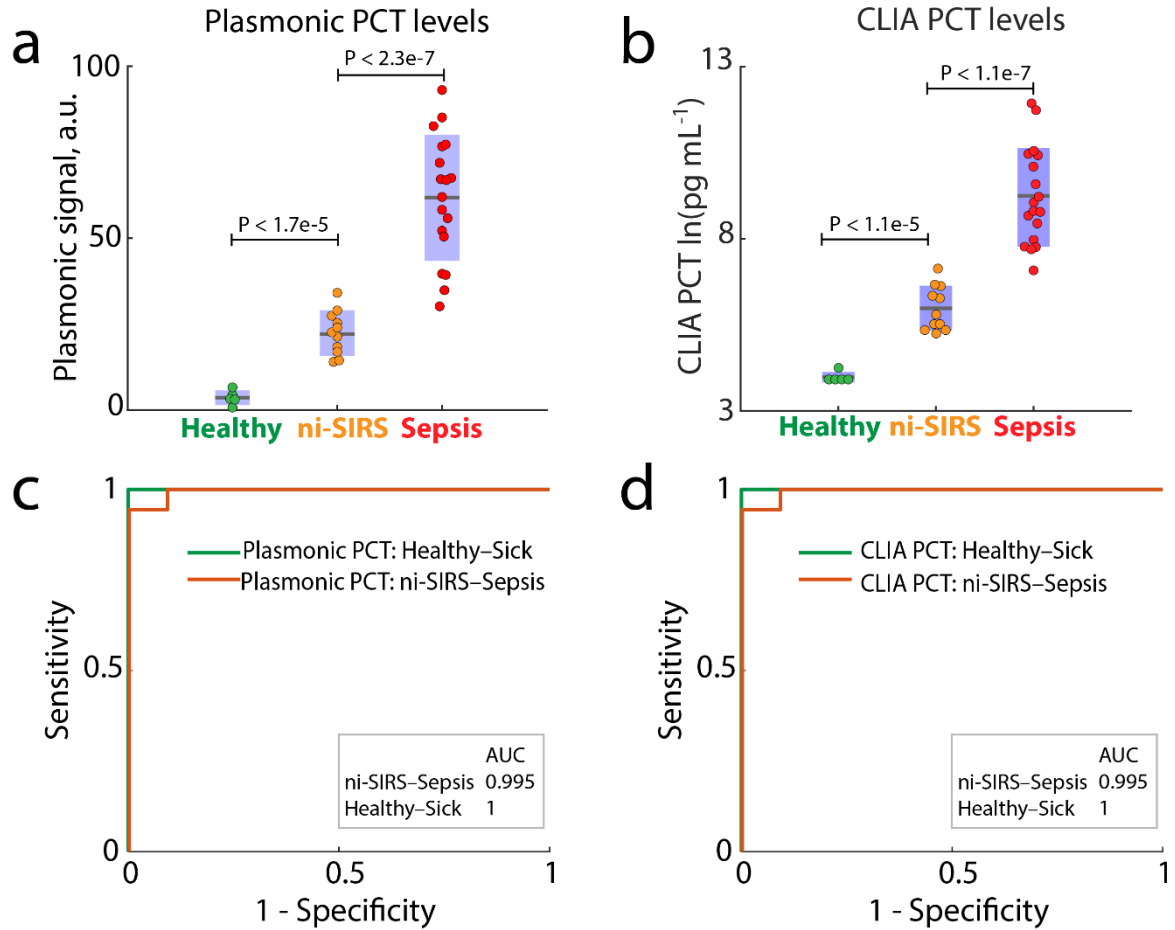 a
Plasmonic PCT levels
P < 2.3e-7
P < 1.7e-5
100
50
0
Plasmonic signal, a.u.
Healthy ni-SIRS Sepsis
b
CLIA PCT levels
P < 1.1e-7
P < 1.1e-5
13
8
3
CLIA PCT ln(pg mL⁻¹)
Healthy ni-SIRS Sepsis
c
1
0.5
0
Sensitivity
Plasmonic PCT: Healthy–Sick
Plasmonic PCT: ni-SIRS–Sepsis
AUC
ni-SIRS–Sepsis 0.995
Healthy–Sick 1
0 0.5 1
1 - Specificity
d
1
0.5
0
Sensitivity
CLIA PCT: Healthy–Sick
CLIA PCT: ni-SIRS–Sepsis
AUC
ni-SIRS–Sepsis 0.995
Healthy–Sick 1
0 0.5 1
1 - Specificity